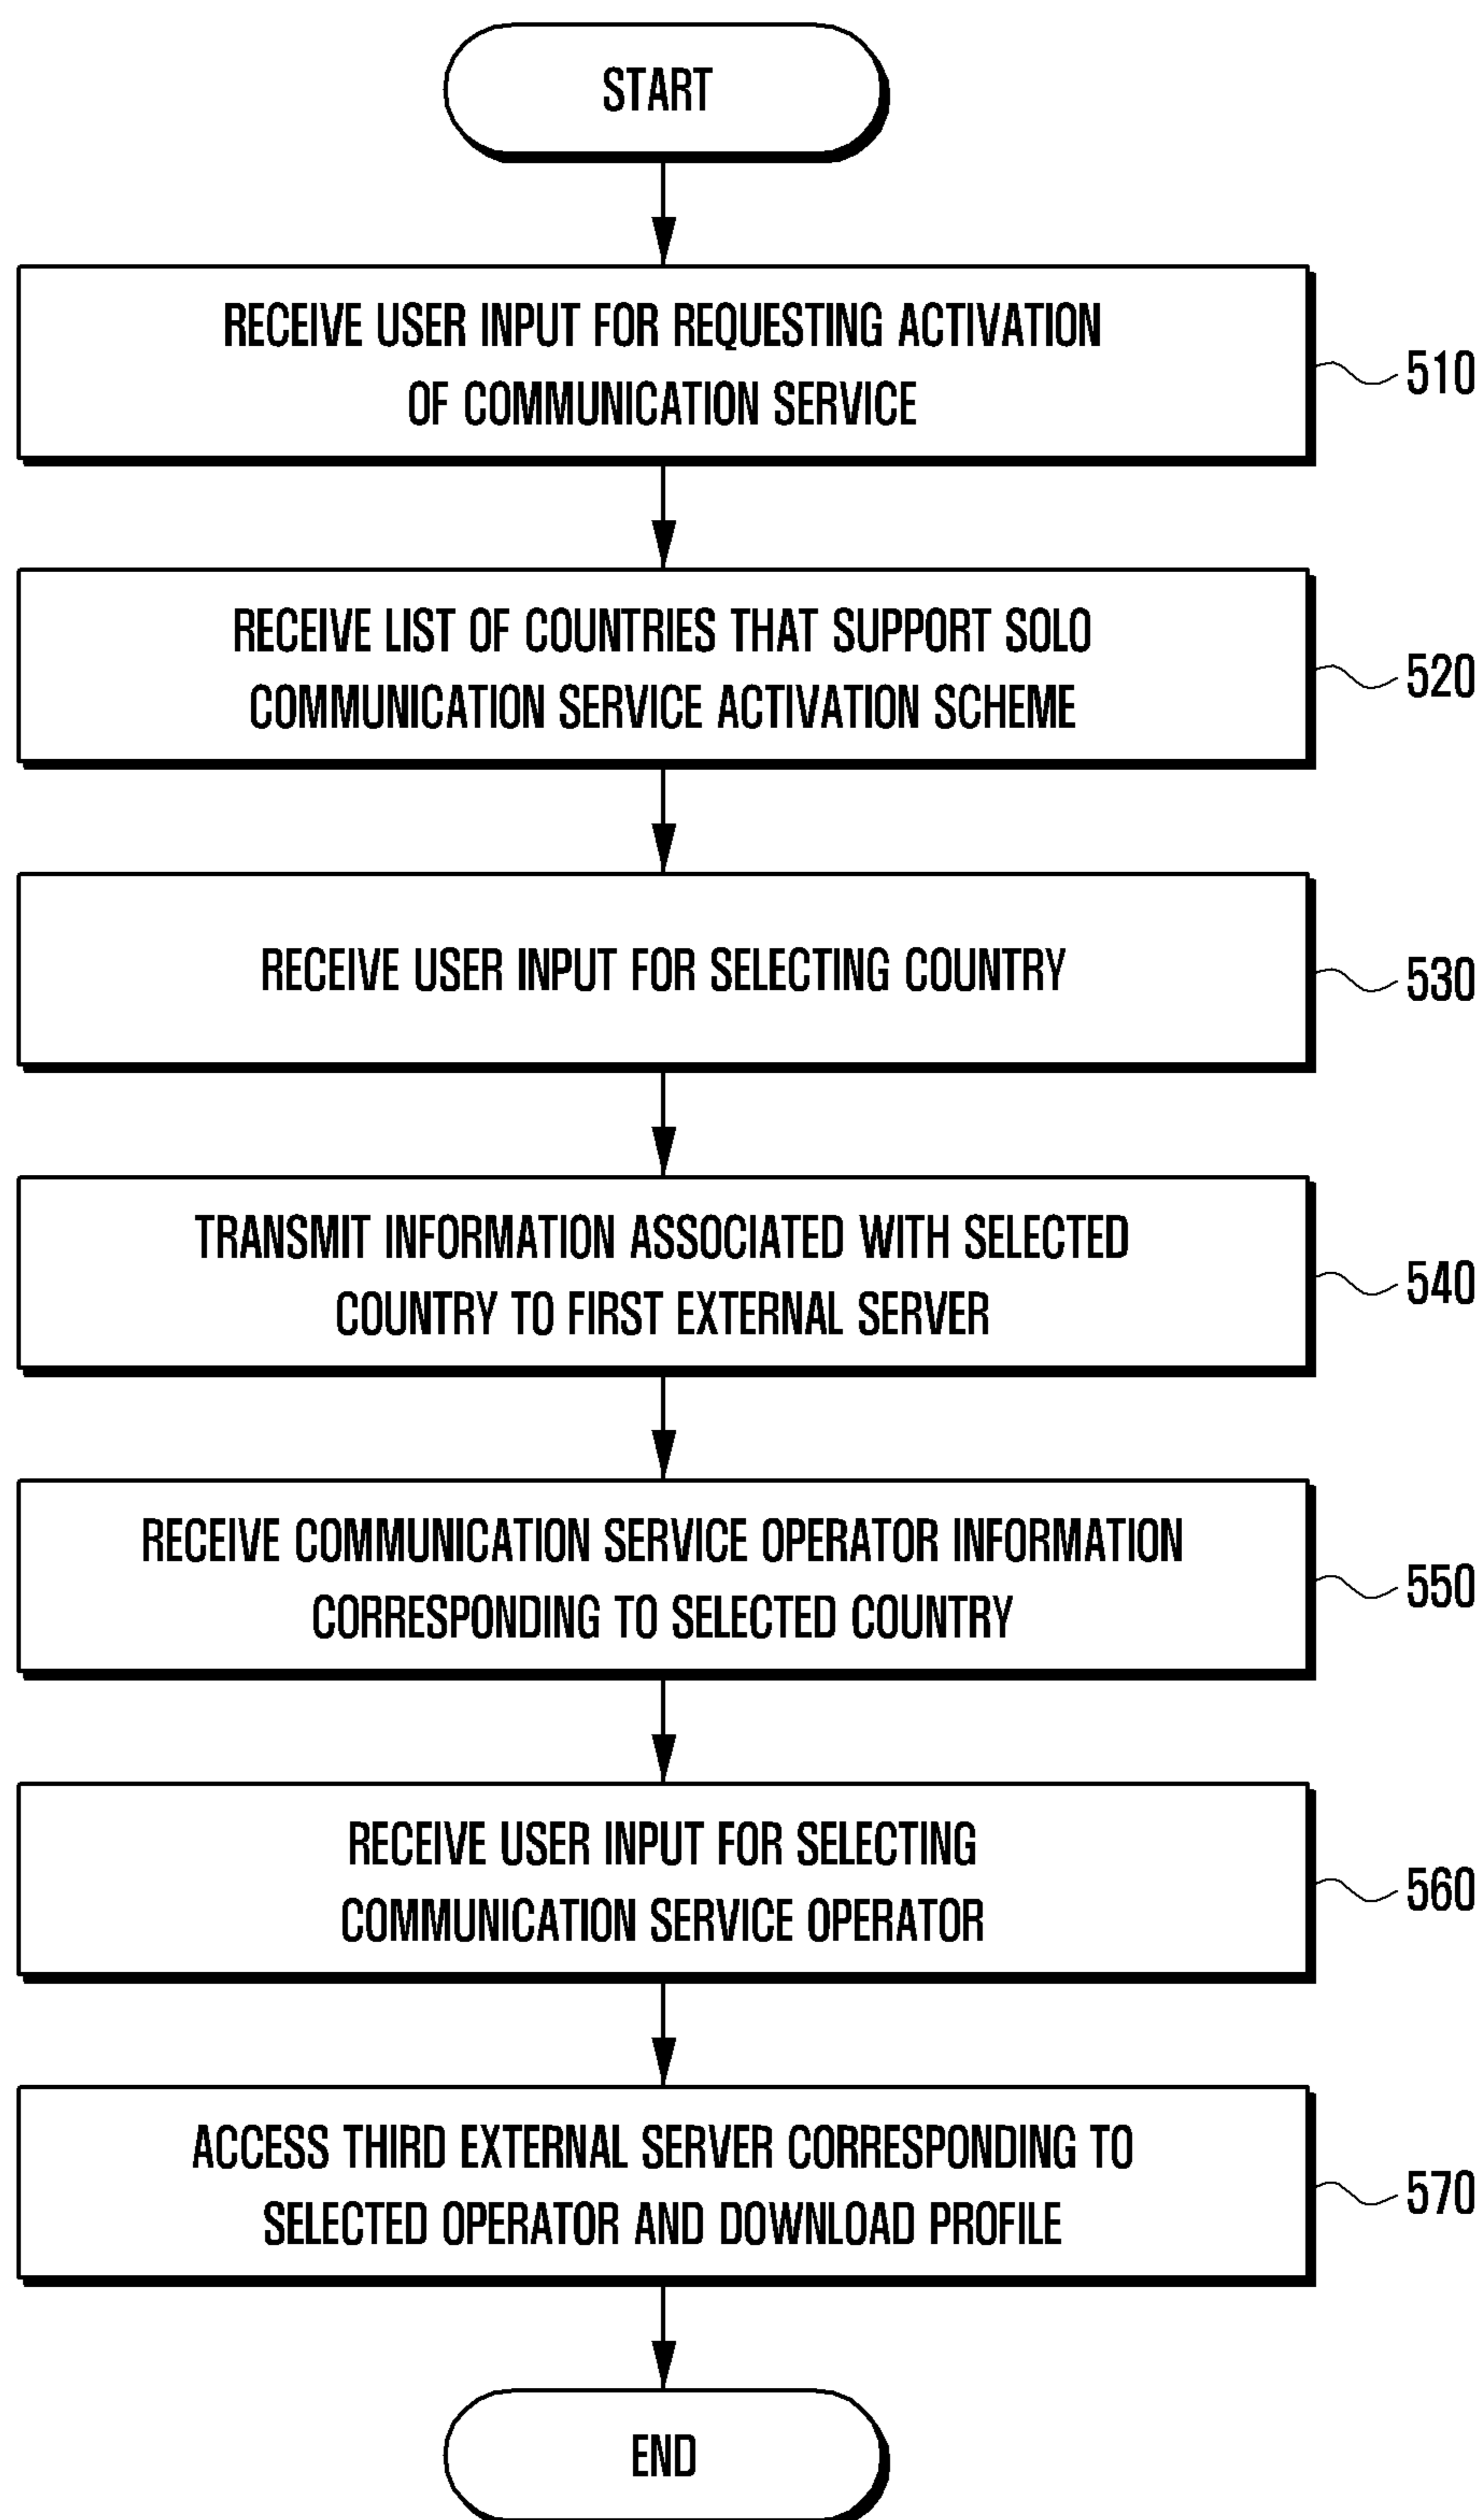 START
RECEIVE USER INPUT FOR REQUESTING ACTIVATION
OF COMMUNICATION SERVICE
510
RECEIVE LIST OF COUNTRIES THAT SUPPORT SOLO
COMMUNICATION SERVICE ACTIVATION SCHEME
520
RECEIVE USER INPUT FOR SELECTING COUNTRY
530
TRANSMIT INFORMATION ASSOCIATED WITH SELECTED
COUNTRY TO FIRST EXTERNAL SERVER
540
RECEIVE COMMUNICATION SERVICE OPERATOR INFORMATION
CORRESPONDING TO SELECTED COUNTRY
550
RECEIVE USER INPUT FOR SELECTING
COMMUNICATION SERVICE OPERATOR
560
ACCESS THIRD EXTERNAL SERVER CORRESPONDING TO
SELECTED OPERATOR AND DOWNLOAD PROFILE
570
END